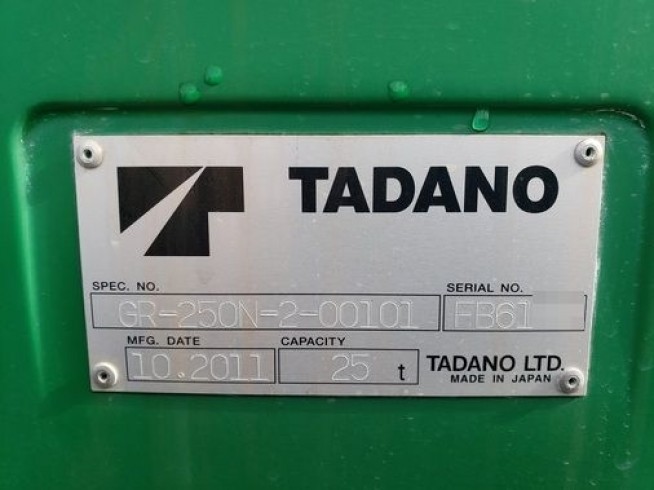 TADANO
SPEC. NO. SERIAL NO.
GR-250N-2-00101 FB61
MFG. DATE CAPACITY
10.2011 25 t TADANO LTD.
MADE IN JAPAN